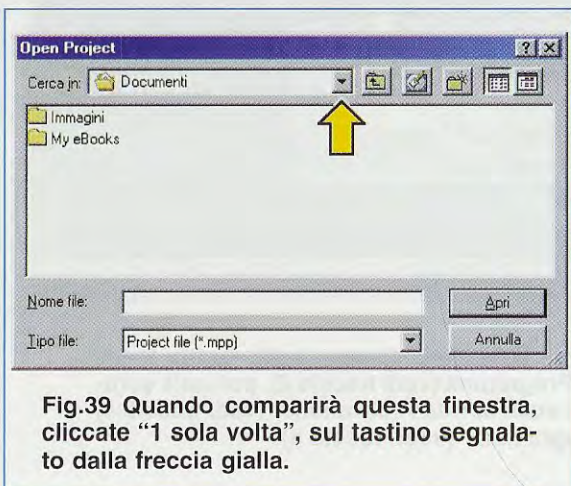 Open Project
Cerca in: Documenti
Immagini
My eBooks
Nome file:
Apri
Tipo file: Project file (*.mpp)
Annulla
Fig.39 Quando comparirà questa finestra,
cliccate “1 sola volta”, sul tastino segnala-
to dalla freccia gialla.